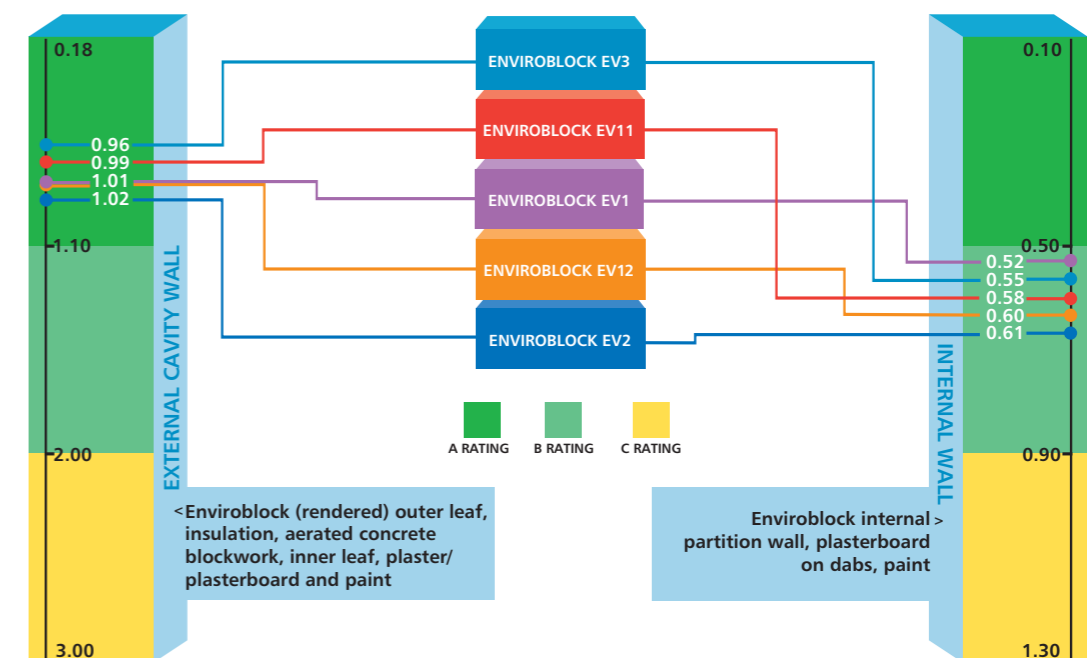 0.18
0.96
0.99
1.01
1.02
1.10
2.00
3.00
EXTERNAL CAVITY WALL
ENVIROBLOCK EV3
ENVIROBLOCK EV11
ENVIROBLOCK EV1
ENVIROBLOCK EV12
ENVIROBLOCK EV2
A RATING
B RATING
C RATING
0.10
0.50
0.52
0.55
0.58
0.60
0.61
0.90
1.30
INTERNAL WALL
<Enviroblock (rendered) outer leaf,
insulation, aerated concrete
blockwork, inner leaf, plaster/
plasterboard and paint
Enviroblock internal >
partition wall, plasterboard
on dabs, paint